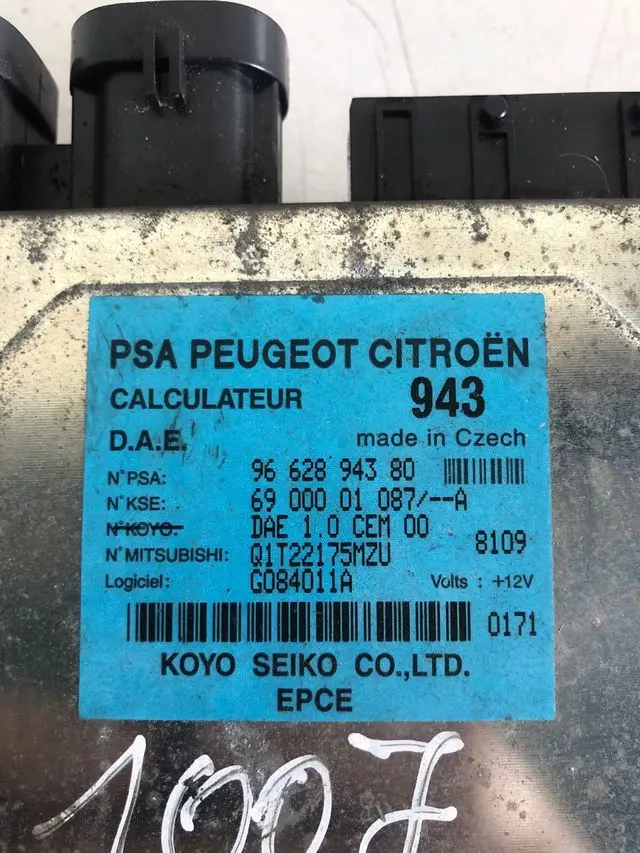 PSA PEUGEOT CITROËN
CALCULATEUR 943
D.A.E. made in Czech
N°PSA: 96 628 943 80
N°KSE: 69 000 01 087/--A
N°KOYO: DAE 1.0 CEM 00
N°MITSUBISHI: Q1T22175MZU 8109
Logiciel: G084011A Volts : +12V
0171
KOYO SEIKO CO.,LTD.
EPCE
1007